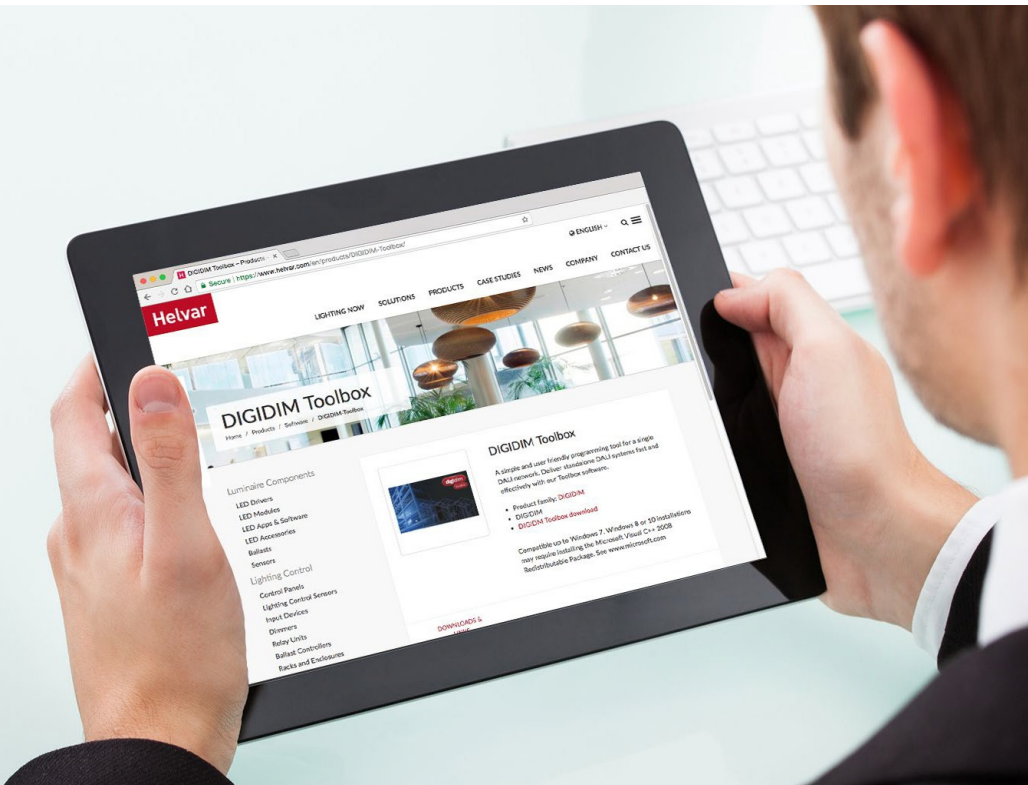 DIGIDIM Toolbox – Products -
Secure | https://www.helvar.com/en/products/DIGIDIM-Toolbox/
ENGLISH
Helvar
LIGHTING NOW SOLUTIONS PRODUCTS CASE STUDIES NEWS COMPANY CONTACT US
DIGIDIM Toolbox
Home / Products / Software / DIGIDIM-Toolbox
Luminaire Components
LED Drivers
LED Modules
LED Apps & Software
LED Accessories
Ballasts
Sensors
Lighting Control
Control Panels
Lighting Control Sensors
Input Devices
Dimmers
Relay Units
Ballast Controllers
Racks and Enclosures
digidim
DIGIDIM Toolbox
A simple and user friendly programming tool for a single
DALI network. Deliver standalone DALI systems fast and
effectively with our Toolbox software.
• Product family: DIGIDIM
• DIGIDIM
• DIGIDIM Toolbox download
Compatible up to Windows 7. Windows 8 or 10 installations
may require installing the Microsoft Visual C++ 2008
Redistributable Package. See www.microsoft.com
DOWNLOADS &
LINKS